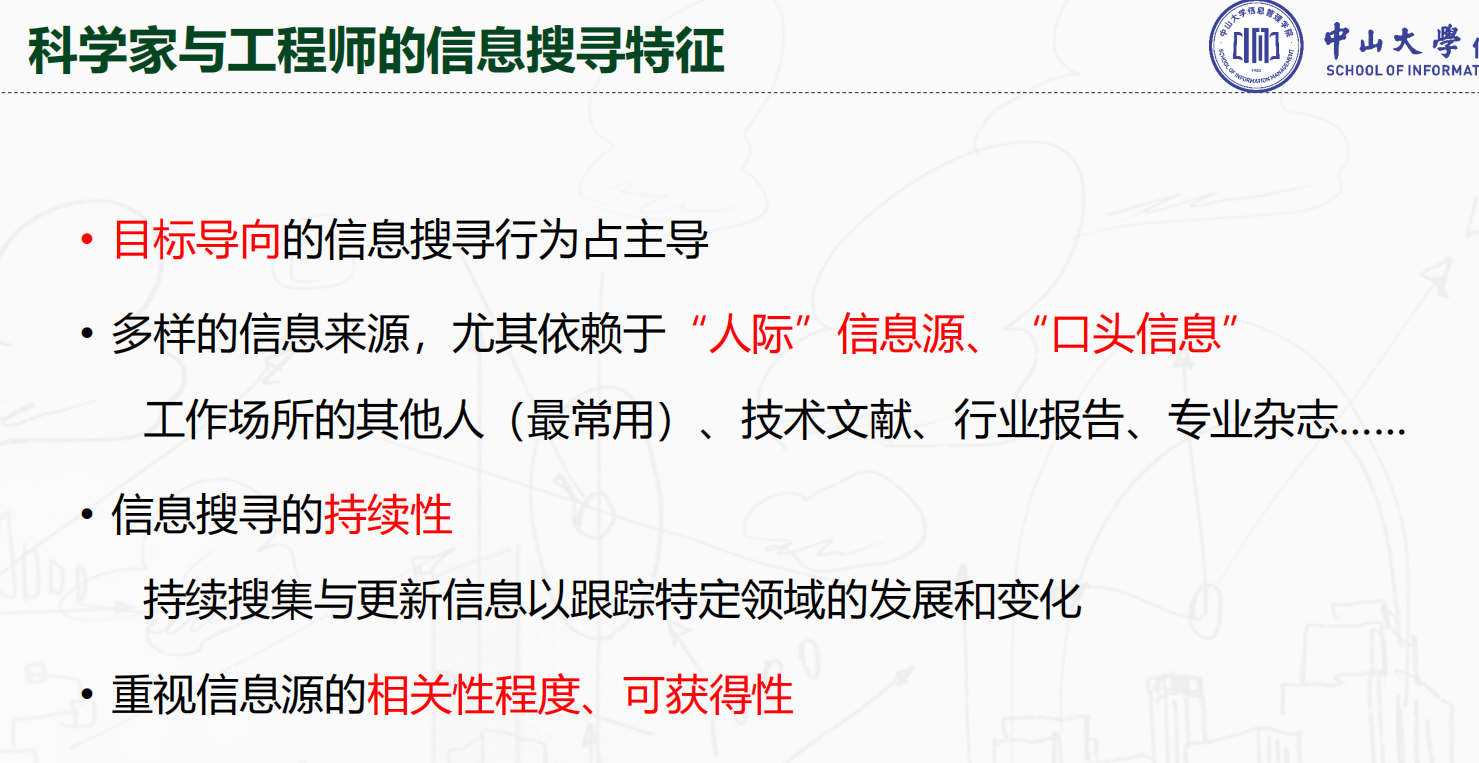 科学家与工程师的信息搜寻特征
中山大学信息管理学院
SCHOOL OF INFORMATION MANAGEMENT
1980
中山大學
SCHOOL OF INFORMAT
• 目标导向的信息搜寻行为占主导
• 多样的信息来源，尤其依赖于“人际”信息源、“口头信息”
工作场所的其他人（最常用）、技术文献、行业报告、专业杂志……
• 信息搜寻的持续性
持续搜集与更新信息以跟踪特定领域的发展和变化
• 重视信息源的相关性程度、可获得性